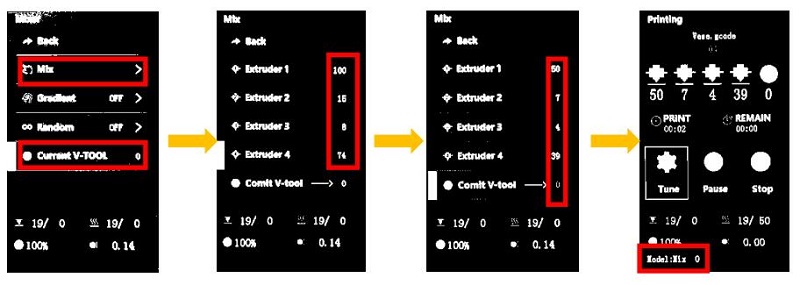 Mixer
Back
Mix >
Gradient OFF >
Random OFF >
Current V-TOOL 0
19/ 0 19/ 0
100% 0.14
Mix
Back
Extruder 1 100
Extruder 2 15
Extruder 3 8
Extruder 4 74
Comit V-tool 0
19/ 0 19/ 0
100% 0.14
Mix
Back
Extruder 1 50
Extruder 2 7
Extruder 3 4
Extruder 4 39
Comit V-tool 0
19/ 0 19/ 0
100% 0.14
Printing
Vase.gcode
50 7 4 39 0
PRINT REMAIN
00:02 00:00
Tune Pause Stop
19/ 0 19/ 50
100% 0.00
Model:Mix 0